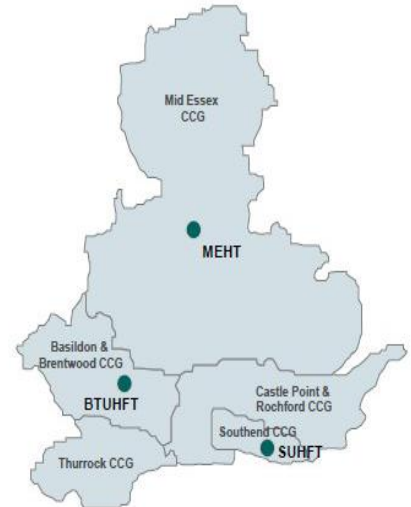 Mid Essex
CCG
MEHT
Basildon &
Brentwood CCG
BTUHFT
Castle Point &
Rochford CCG
Southend CCG
SUHFT
Thurrock CCG